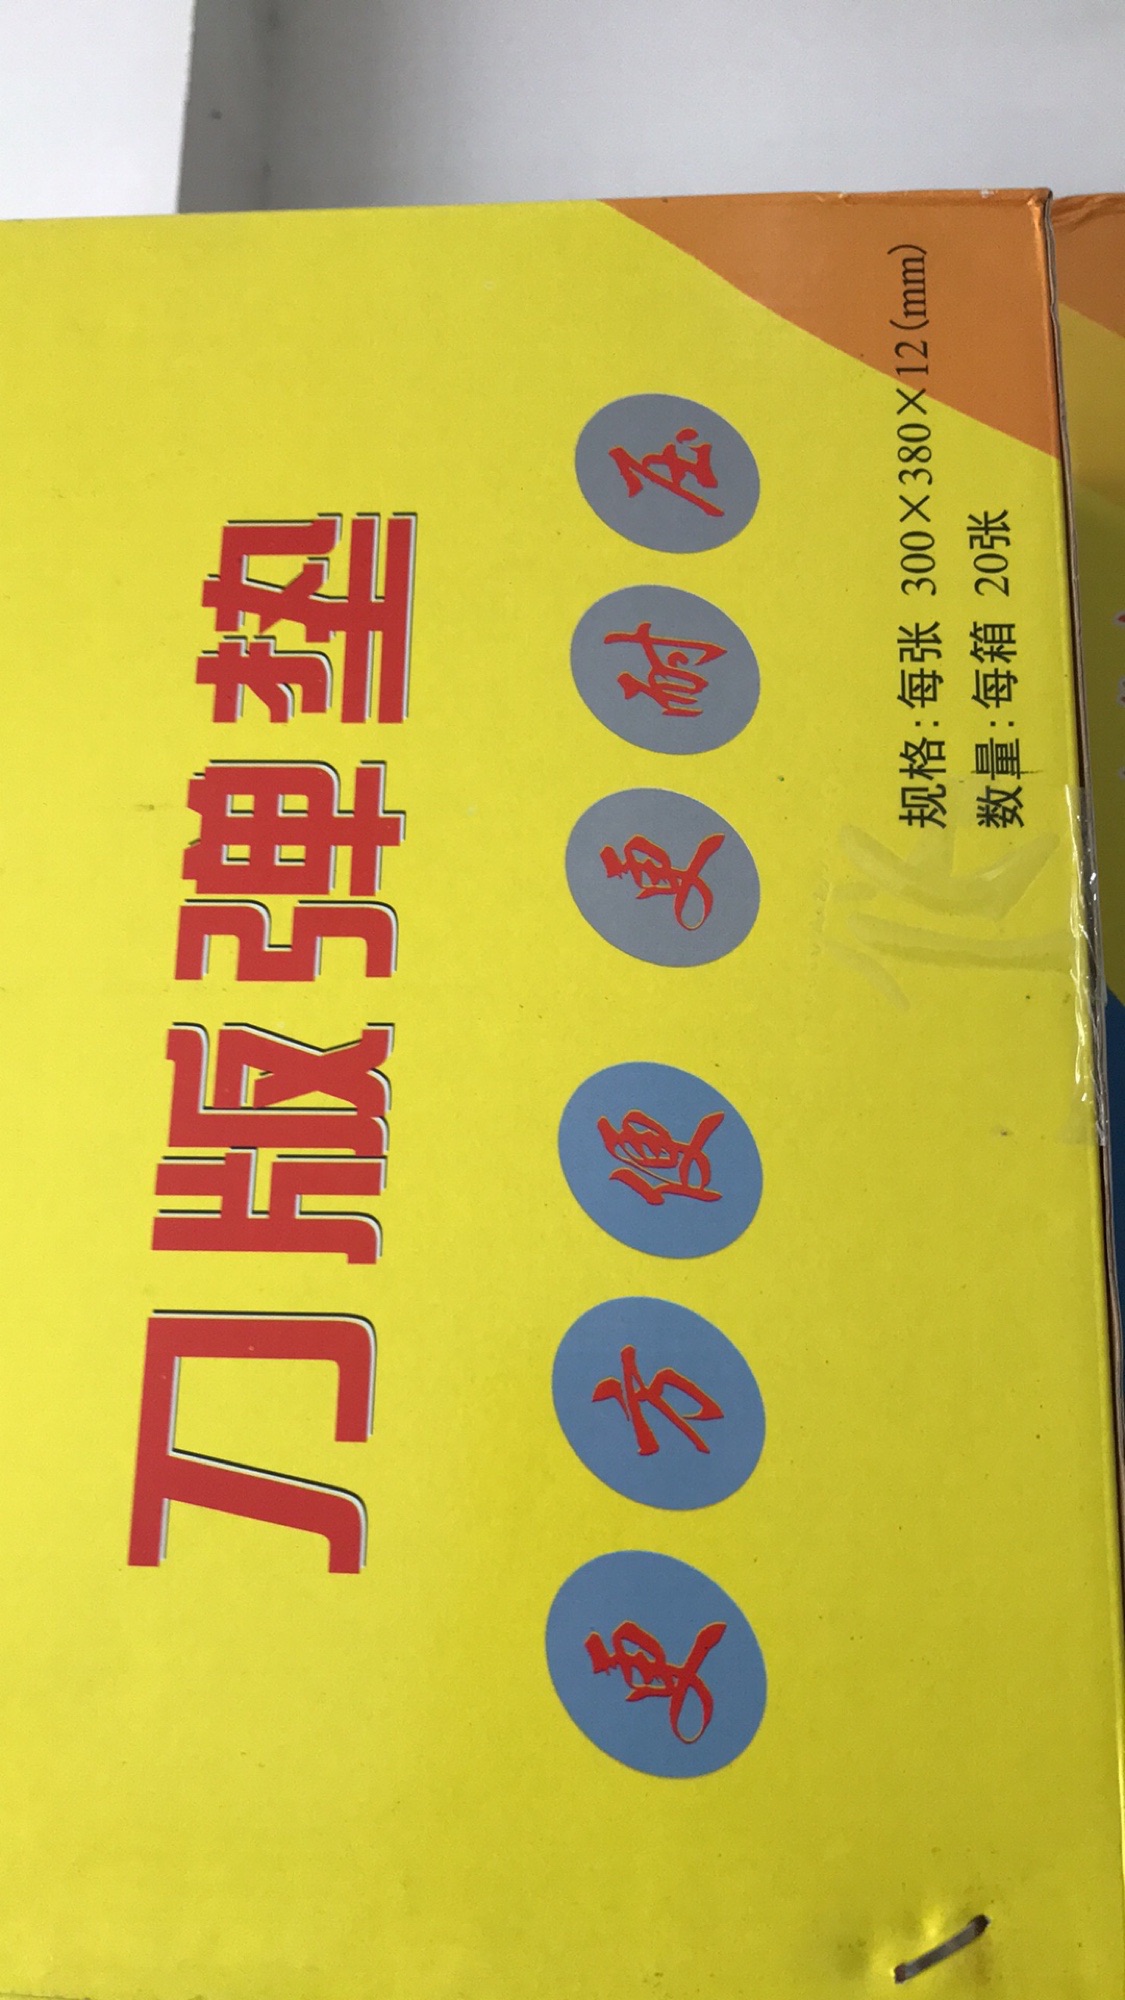 刀版弹垫
更方便 更耐压
规格:每张 300×380×12(mm)
数量:每箱 20张